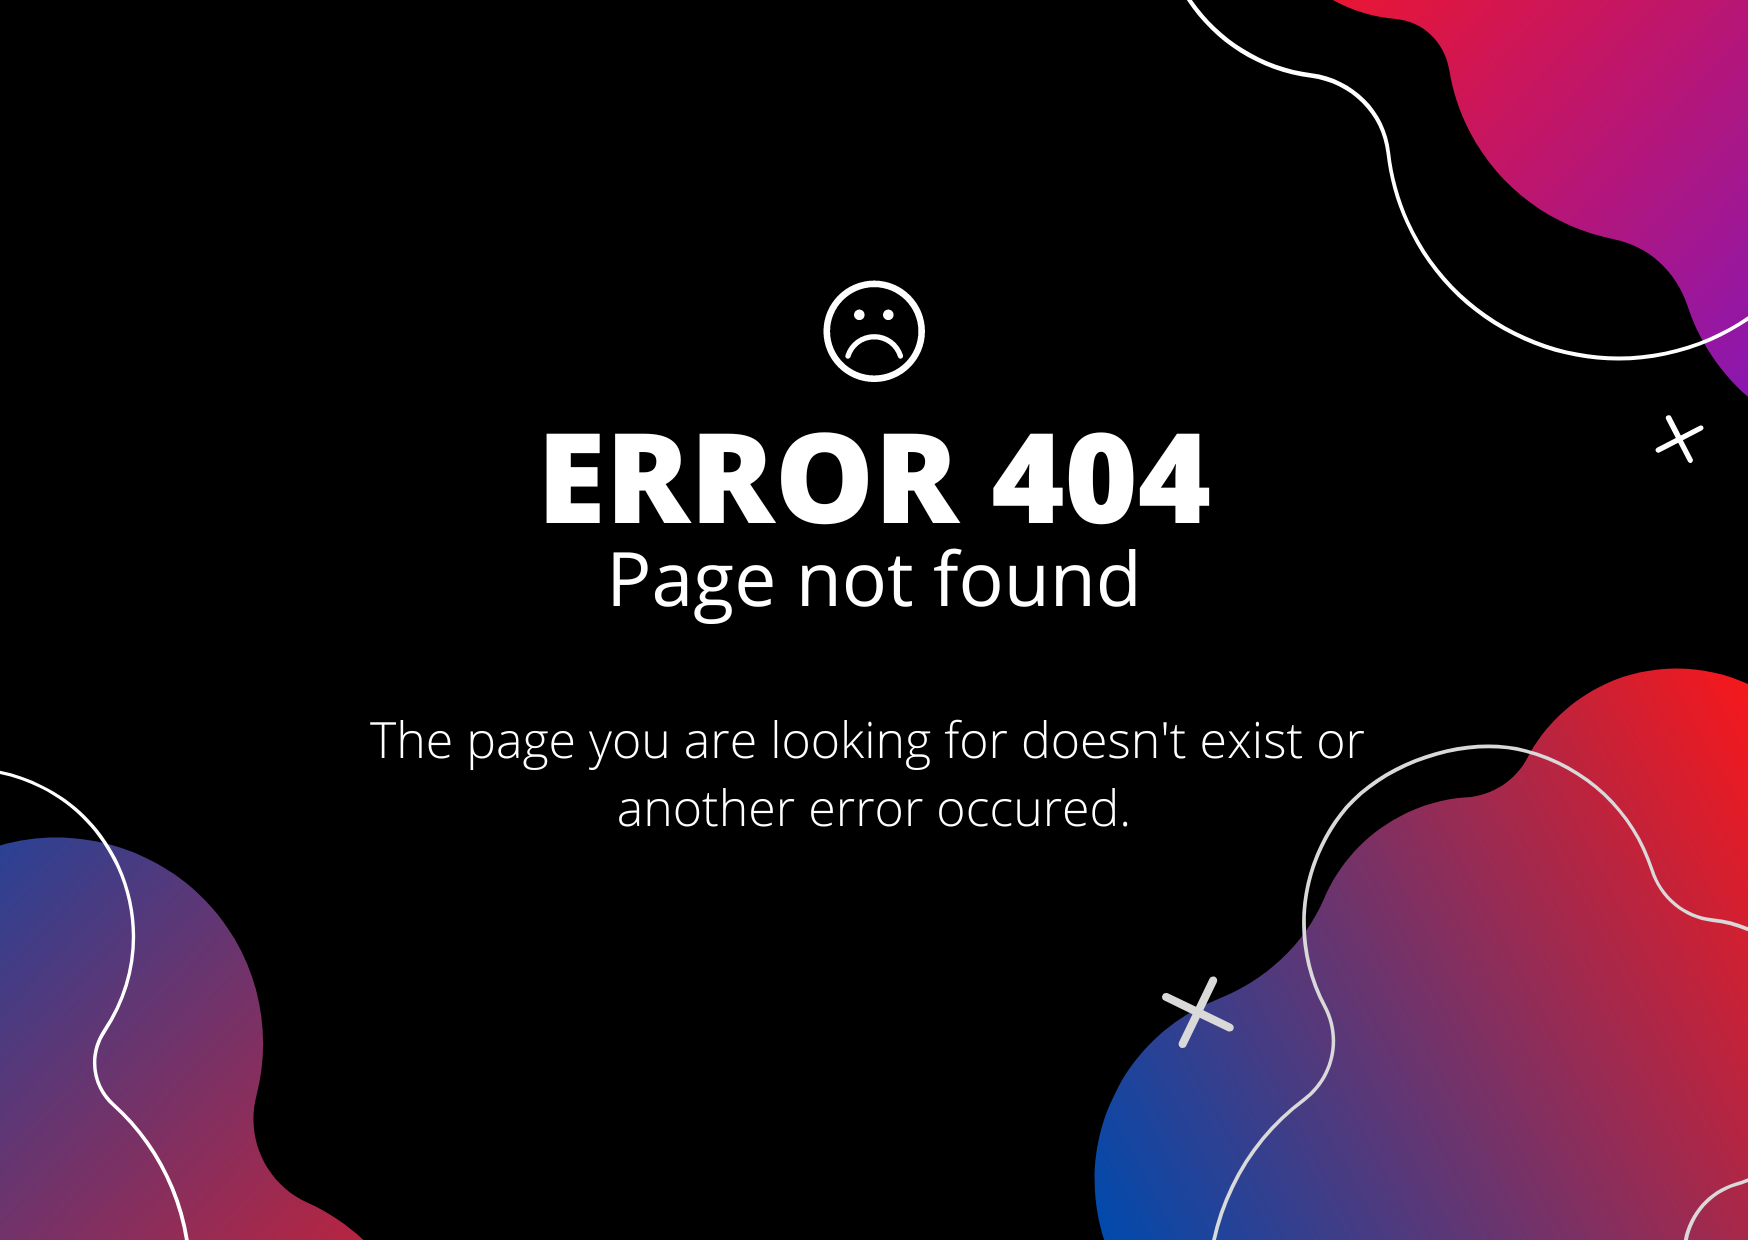 ERROR 404
Page not found
The page you are looking for doesn't exist or
another error occured.